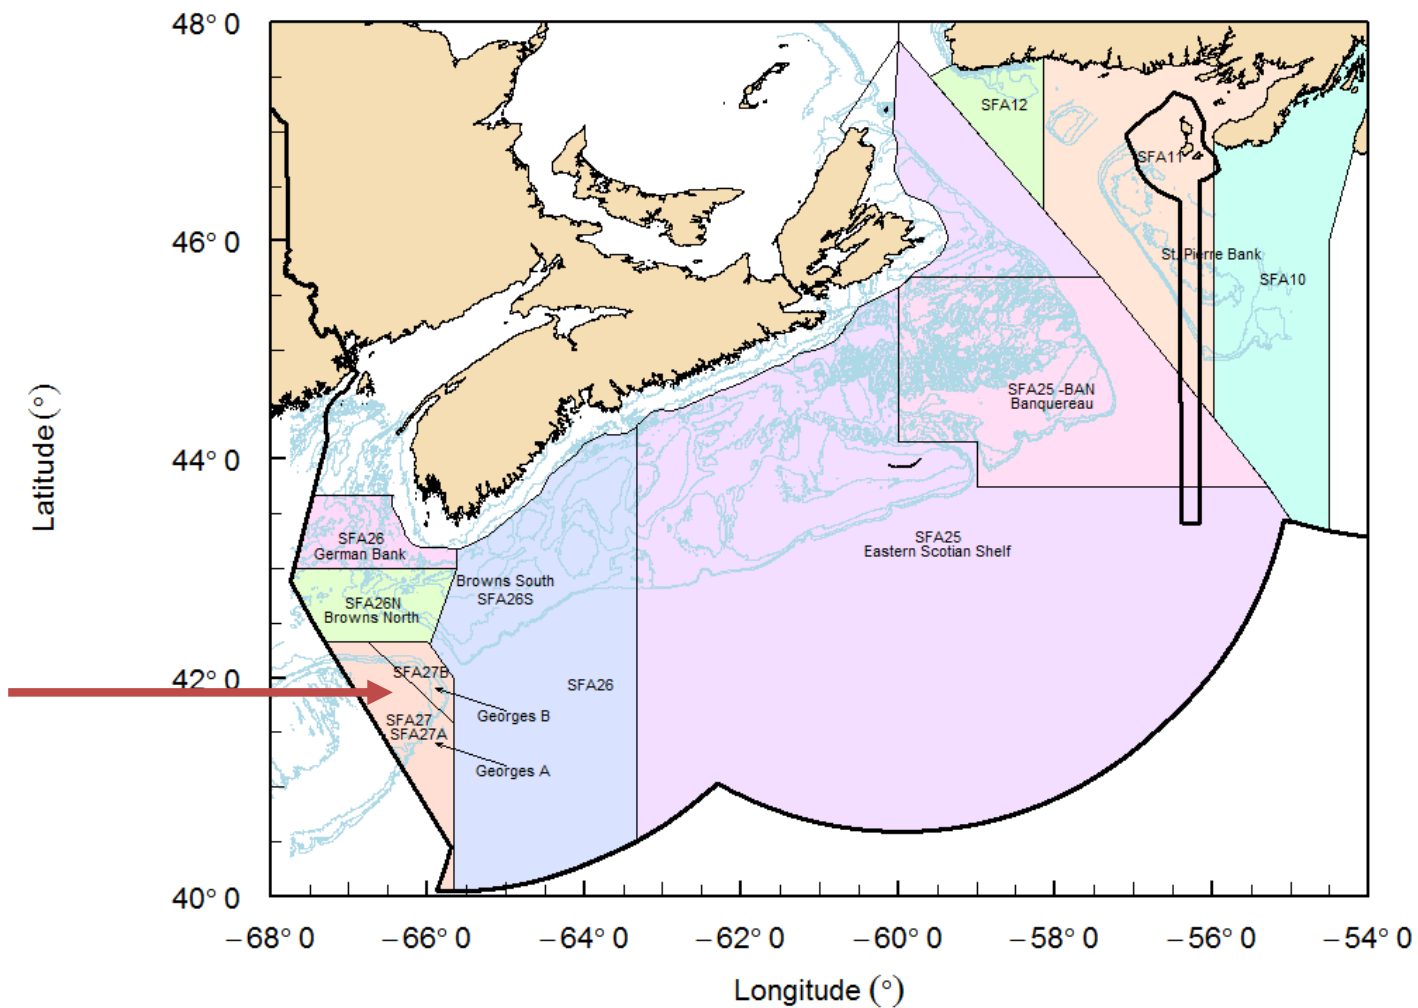 48° 0
46° 0
44° 0
42° 0
40° 0
Latitude (°)
SFA12
SFA11
St. Pierre Bank
SFA10
SFA25 -BAN
Banquereau
SFA26
German Bank
SFA25
Eastern Scotian Shelf
Browns South
SFA26S
SFA26N
Browns North
SFA27B
SFA26
Georges B
SFA27
SFA27A
Georges A
−68° 0
−66° 0
−64° 0
−62° 0
−60° 0
−58° 0
−56° 0
−54° 0
Longitude (°)